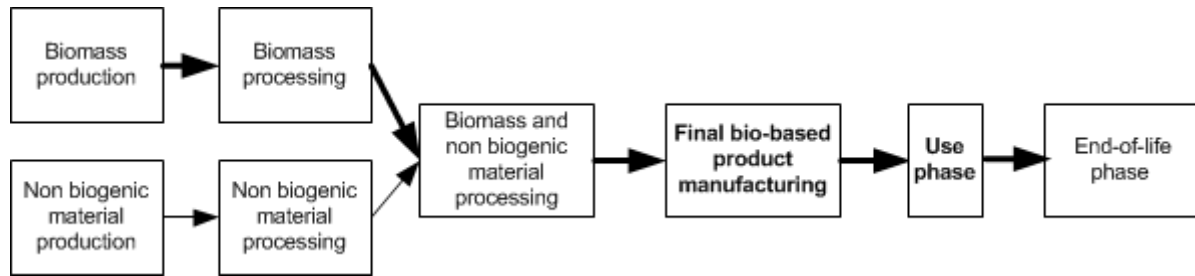 Biomass
production
Biomass
processing
Non biogenic
material
production
Non biogenic
material
processing
Biomass and
non biogenic
material
processing
Final bio-based
product
manufacturing
Use
phase
End-of-life
phase